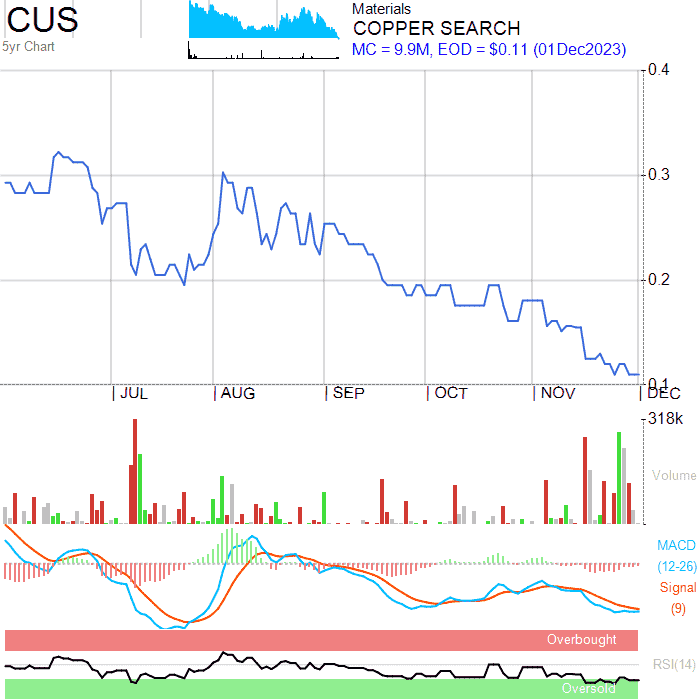 CUS
5yr Chart
Materials
COPPER SEARCH
MC = 9.9M, EOD = $0.11 (01Dec2023)
0.4
0.3
0.2
0.1
JUL AUG SEP OCT NOV DEC
318k
Volume
MACD
(12-26)
Signal
(9)
Overbought
RSI(14)
Oversold